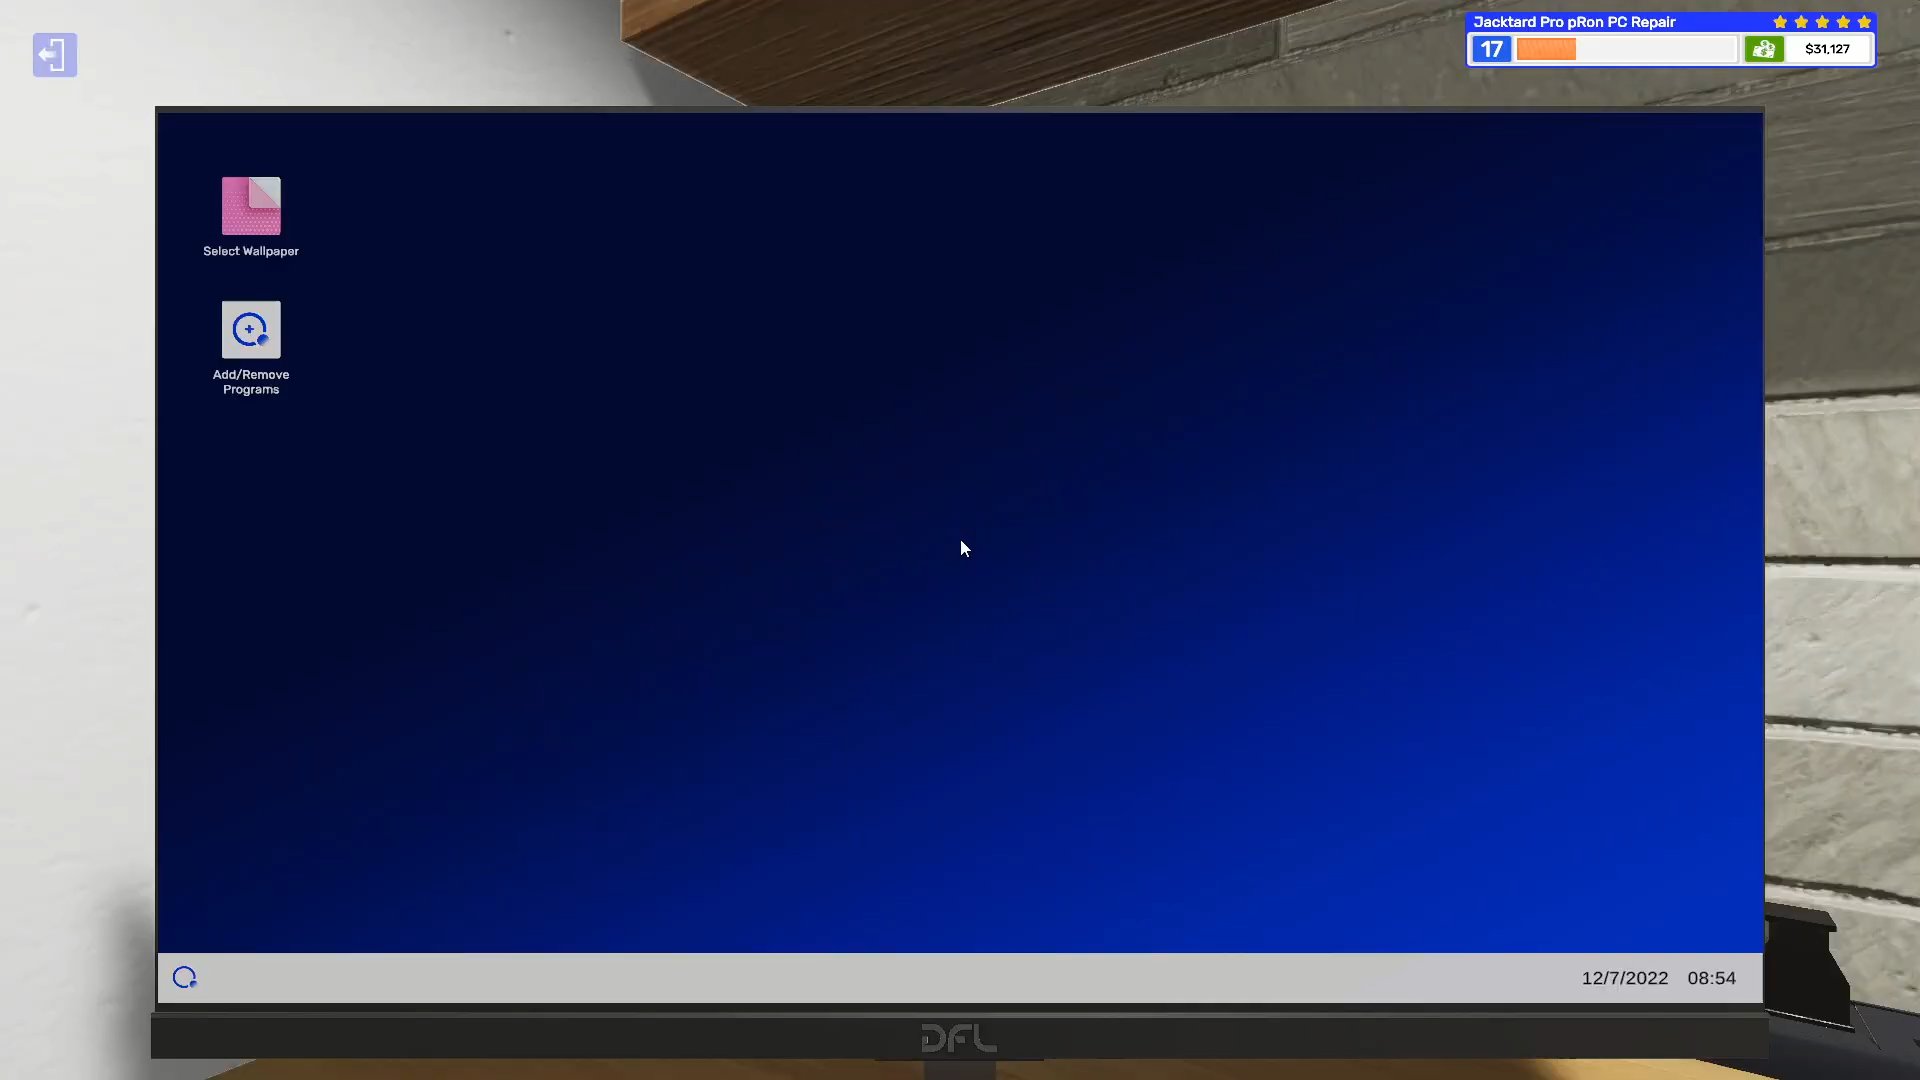 Jacktard Pro pRon PC Repair
17
$31,127
Select Wallpaper
Add/Remove
Programs
12/7/2022 08:54
DFL